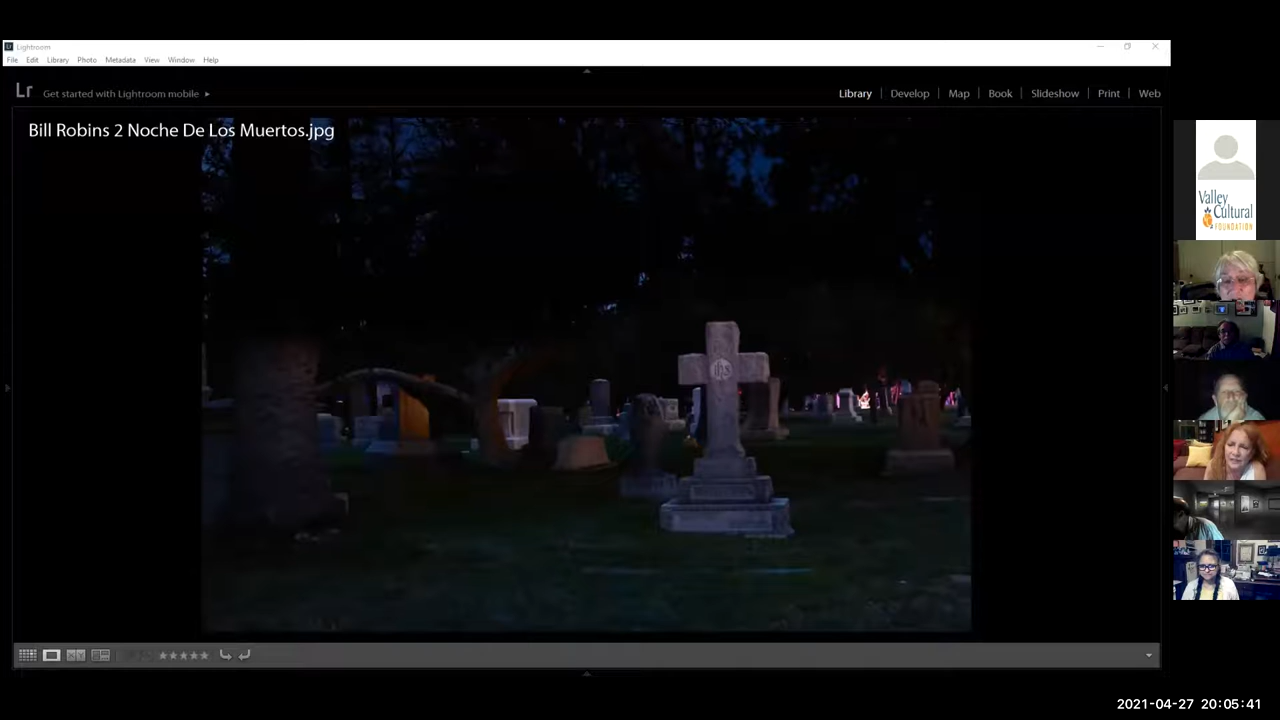 Lightroom
File Edit Library Photo Metadata View Window Help
Lr Get started with Lightroom mobile
Library | Develop | Map | Book | Slideshow | Print | Web
Bill Robins 2 Noche De Los Muertos.jpg
ihs
Valley
Cultural
FOUNDATION
2021-04-27 20:05:41